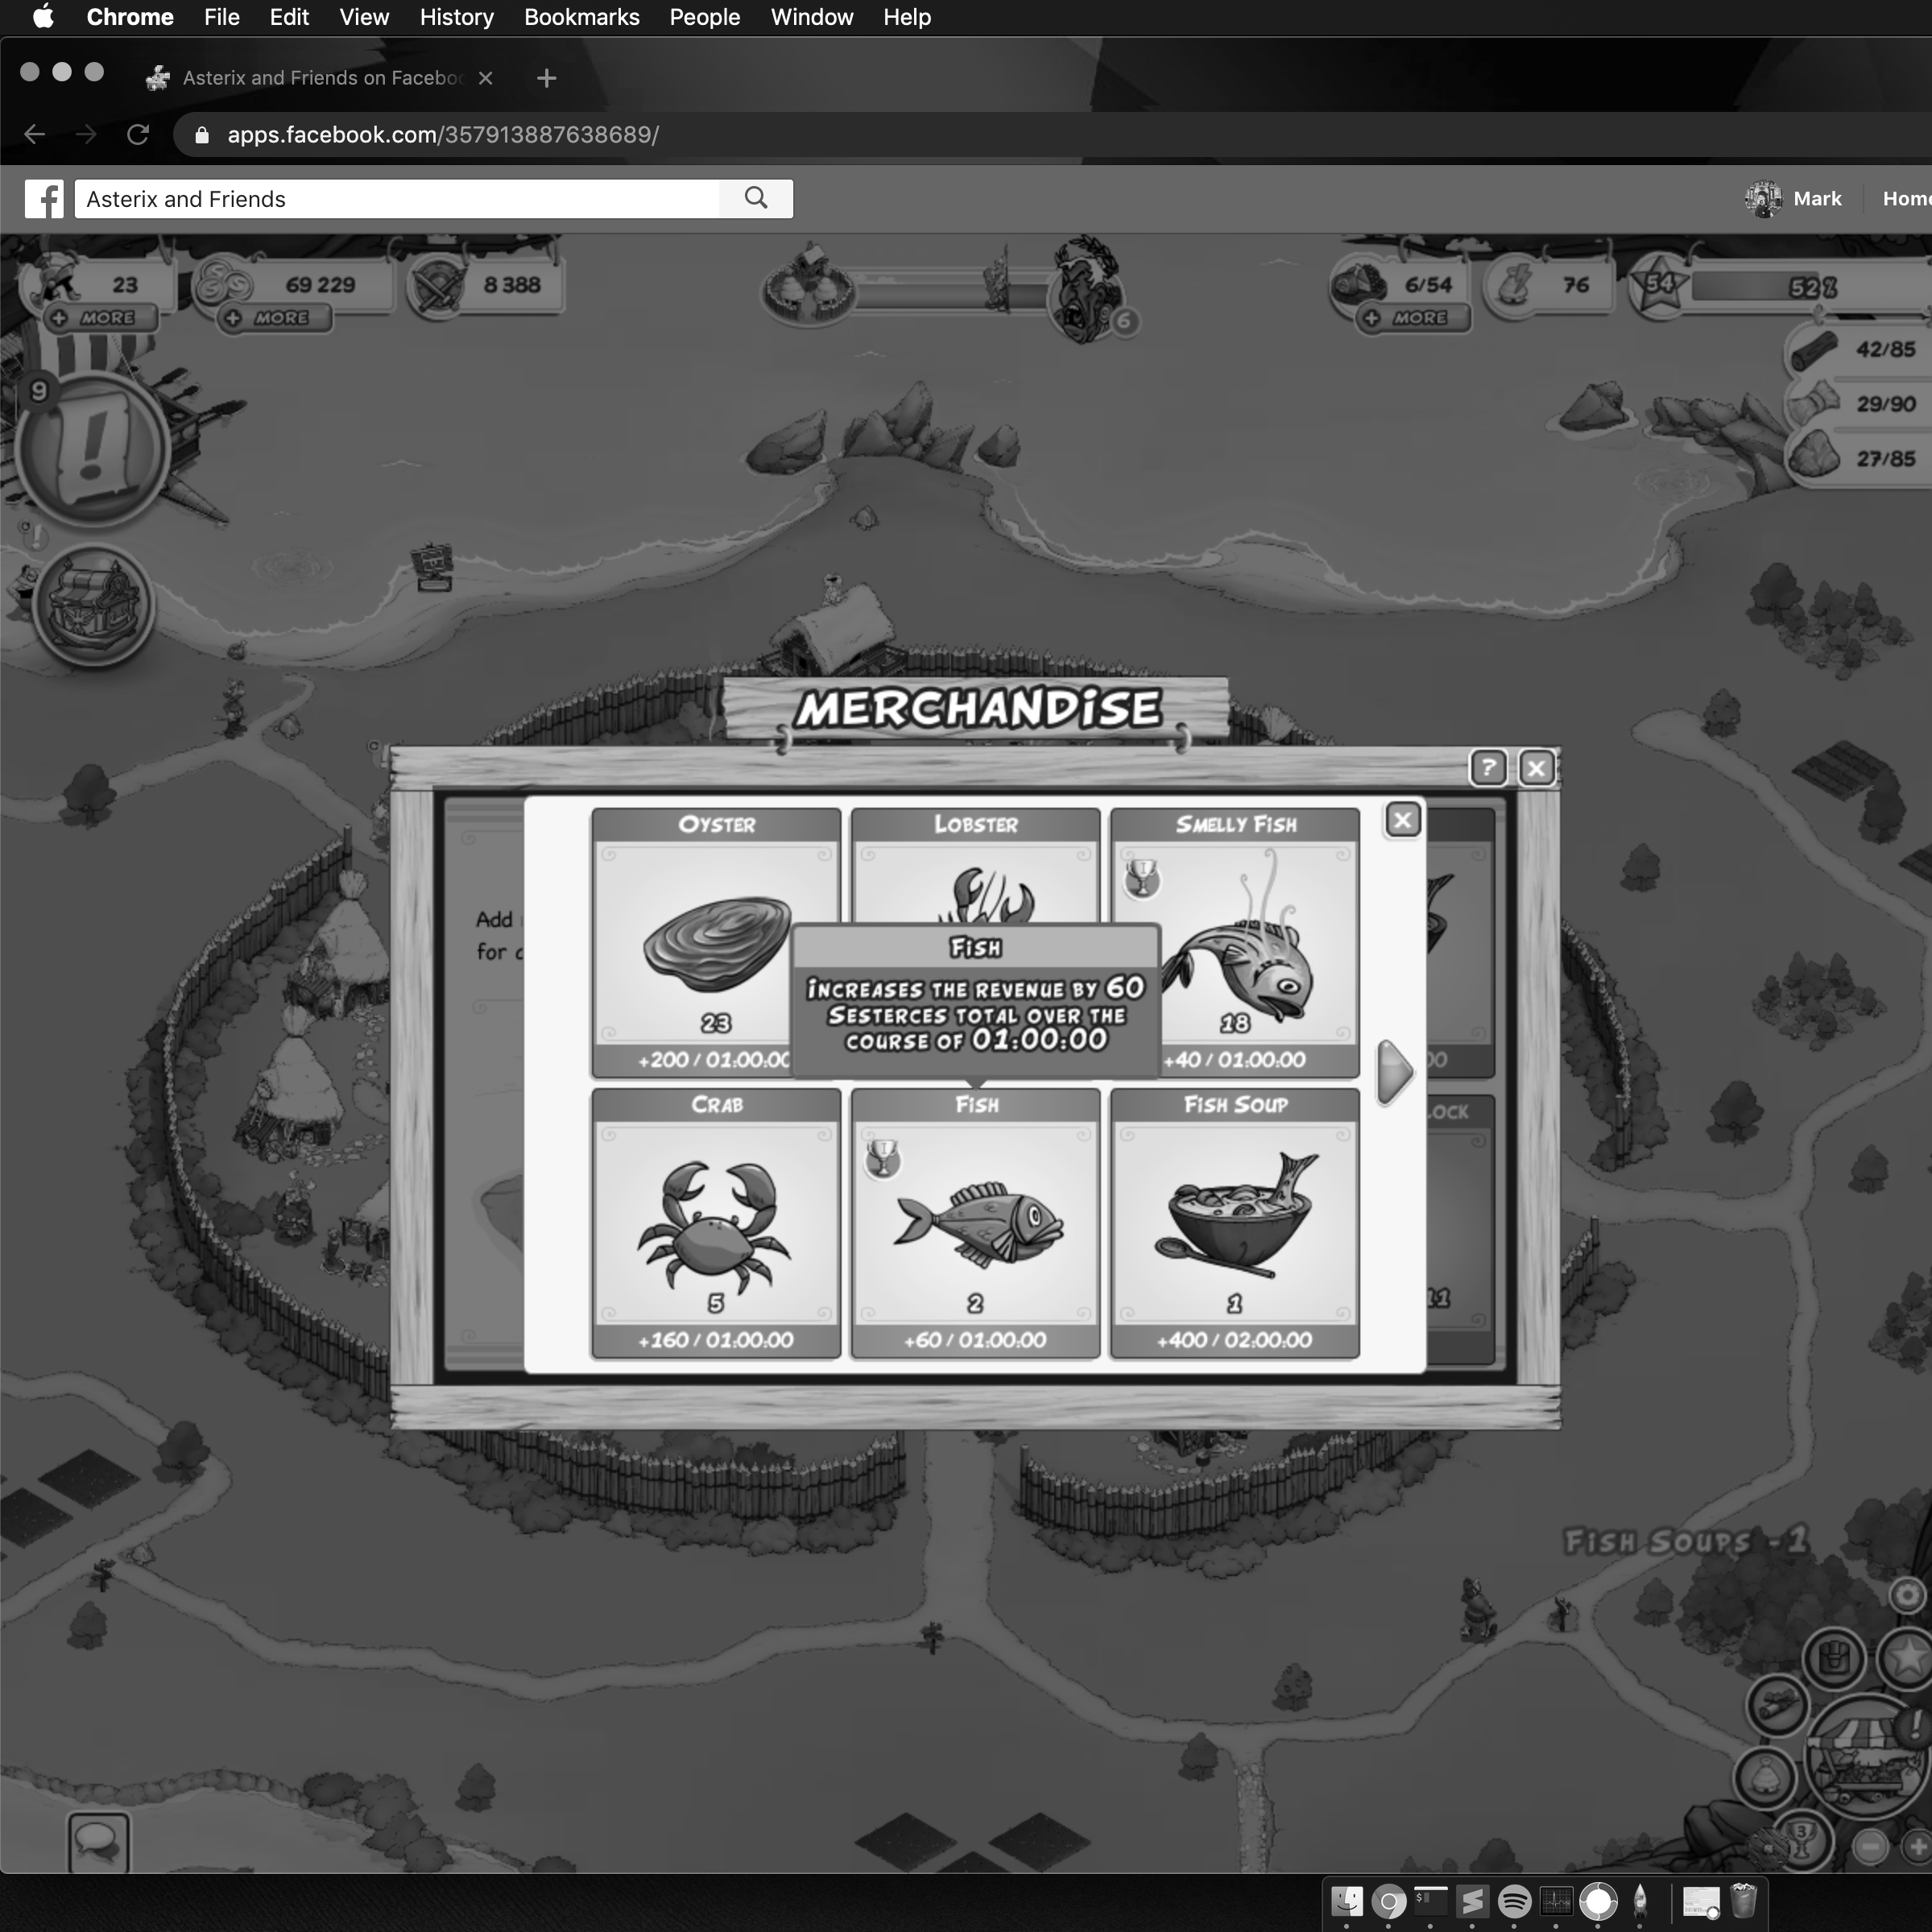 Chrome File Edit View History Bookmarks People Window Help
Asterix and Friends on Facebo
apps.facebook.com/357913887638689/
Asterix and Friends
Mark
Home
23
69 229
8 388
6/54
76
54
52%
+ MORE
+ MORE
+ MORE
6
42/85
29/90
27/85
9
!
MERCHANDISE
?
Add
for
OYSTER
23
+200 / 01:00:00
LOBSTER
SMELLY FISH
18
+40 / 01:00:00
FISH
INCREASES THE REVENUE BY 60
SESTERCES TOTAL OVER THE
COURSE OF 01:00:00
CRAB
5
+160 / 01:00:00
FISH
2
+60 / 01:00:00
FISH SOUP
1
+400 / 02:00:00
LOCK
11
FISH SOUPS -1
!
3